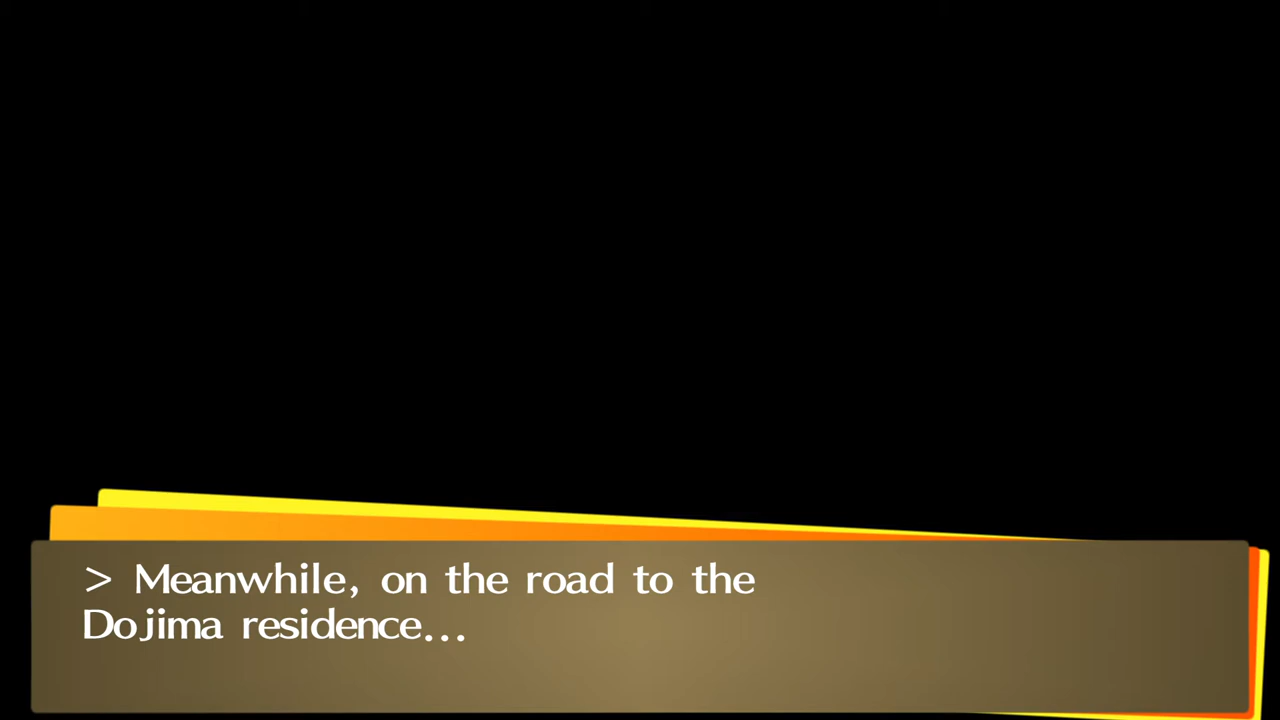 > Meanwhile, on the road to the
Dojima residence...